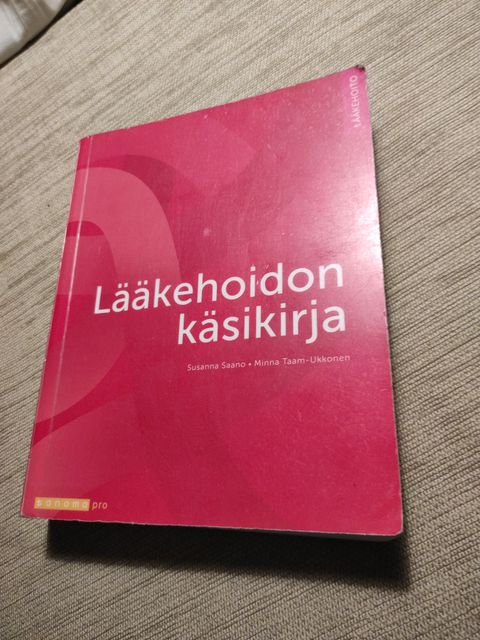 LÄÄKEHOITO
Lääkehoidon
käsikirja
Susanna Saano • Minna Taam-Ukkonen
sanoma pro